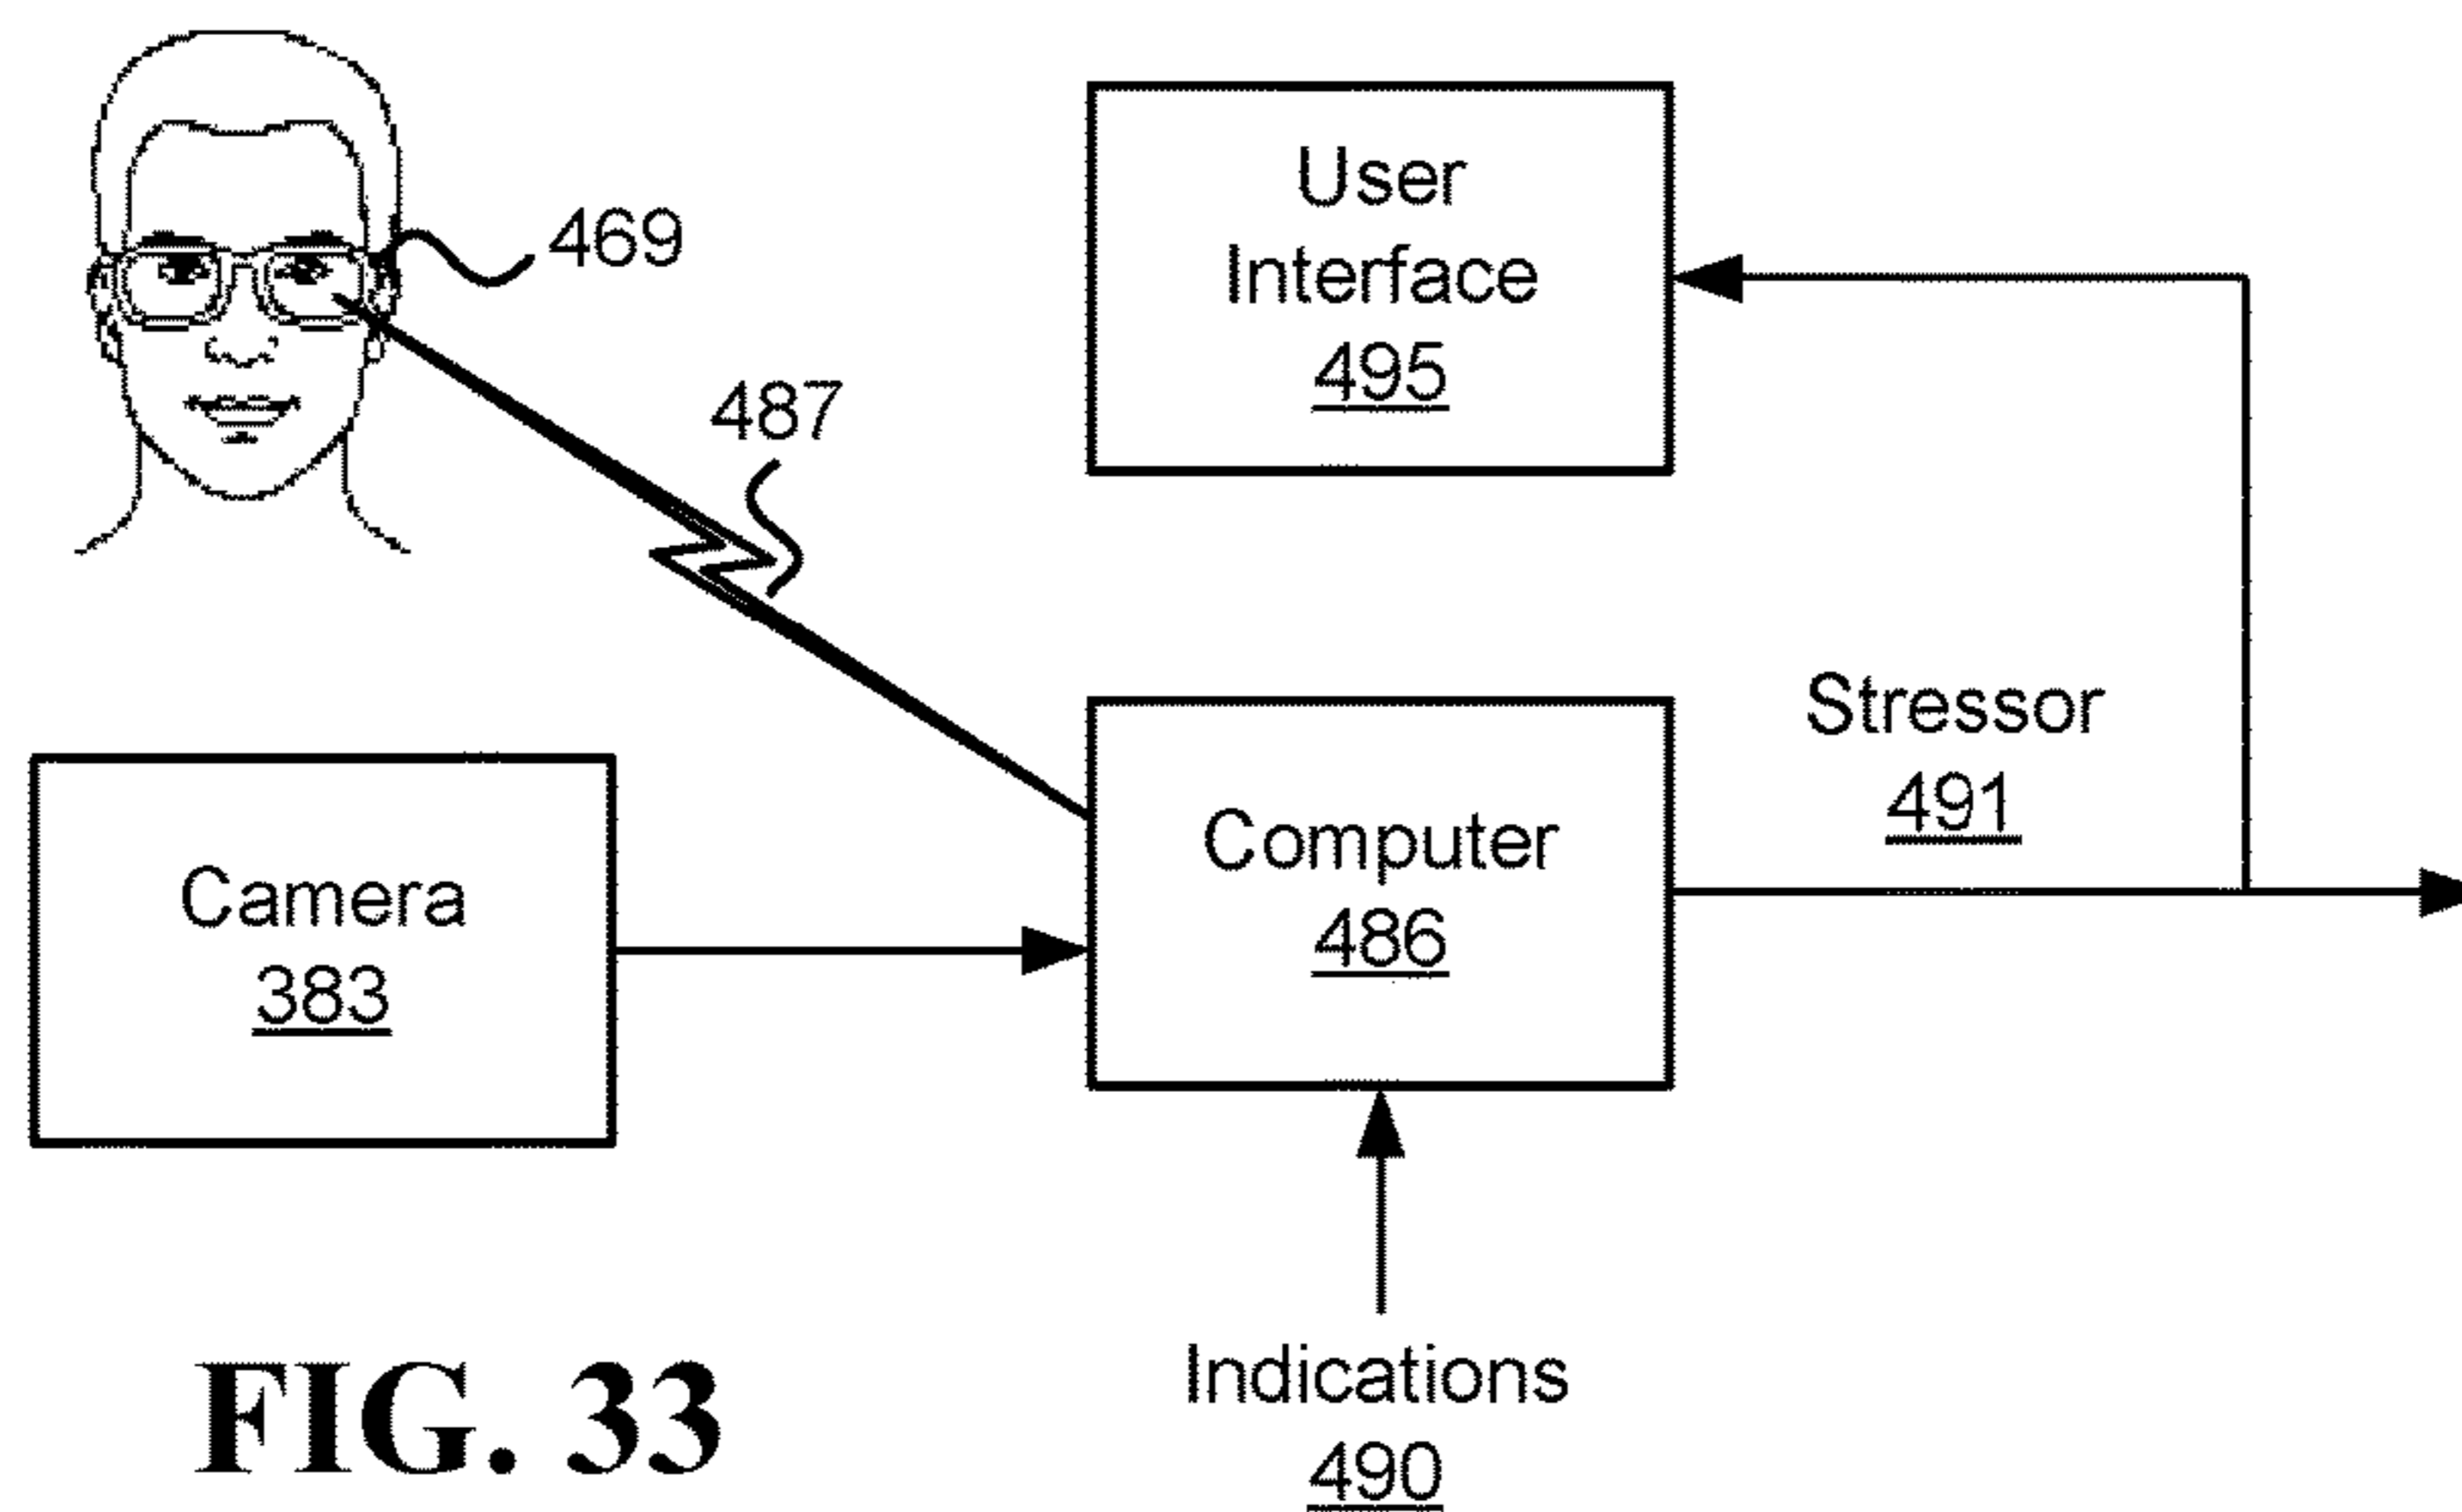 469
User
Interface
495
487
Stressor
491
Computer
486
Camera
383
Indications
490
FIG. 33